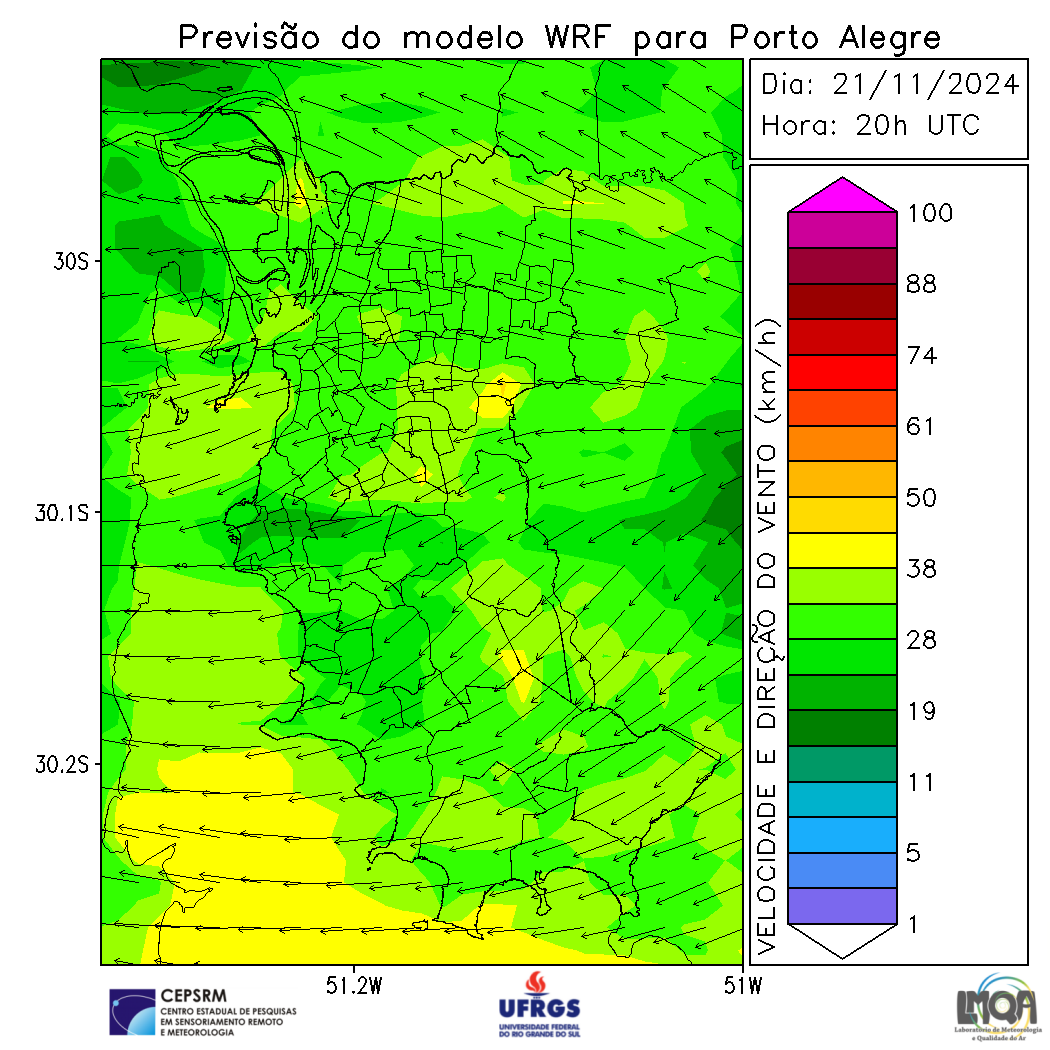 Previsão do modelo WRF para Porto Alegre
Dia: 21/11/2024
Hora: 20h UTC
30S
30.1S
30.2S
51.2W
51W
VELOCIDADE E DIREÇÃO DO VENTO (km/h)
100
88
74
61
50
38
28
19
11
5
1
CEPSRM
CENTRO ESTADUAL DE PESQUISAS
EM SENSORIAMENTO REMOTO
E METEOROLOGIA
UFRGS
UNIVERSIDADE FEDERAL
DO RIO GRANDE DO SUL
LMQA
Laboratório de Meteorologia
e Qualidade do Ar